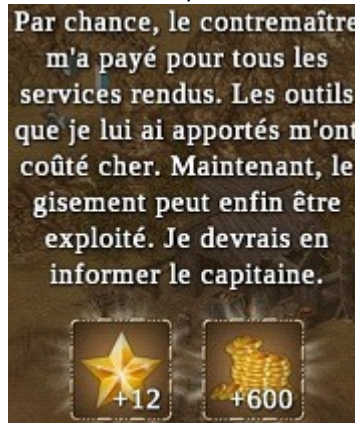 Par chance, le contremaître
m'a payé pour tous les
services rendus. Les outils
que je lui ai apportés m'ont
coûté cher. Maintenant, le
gisement peut enfin être
exploité. Je devrais en
informer le capitaine.
+12 +600